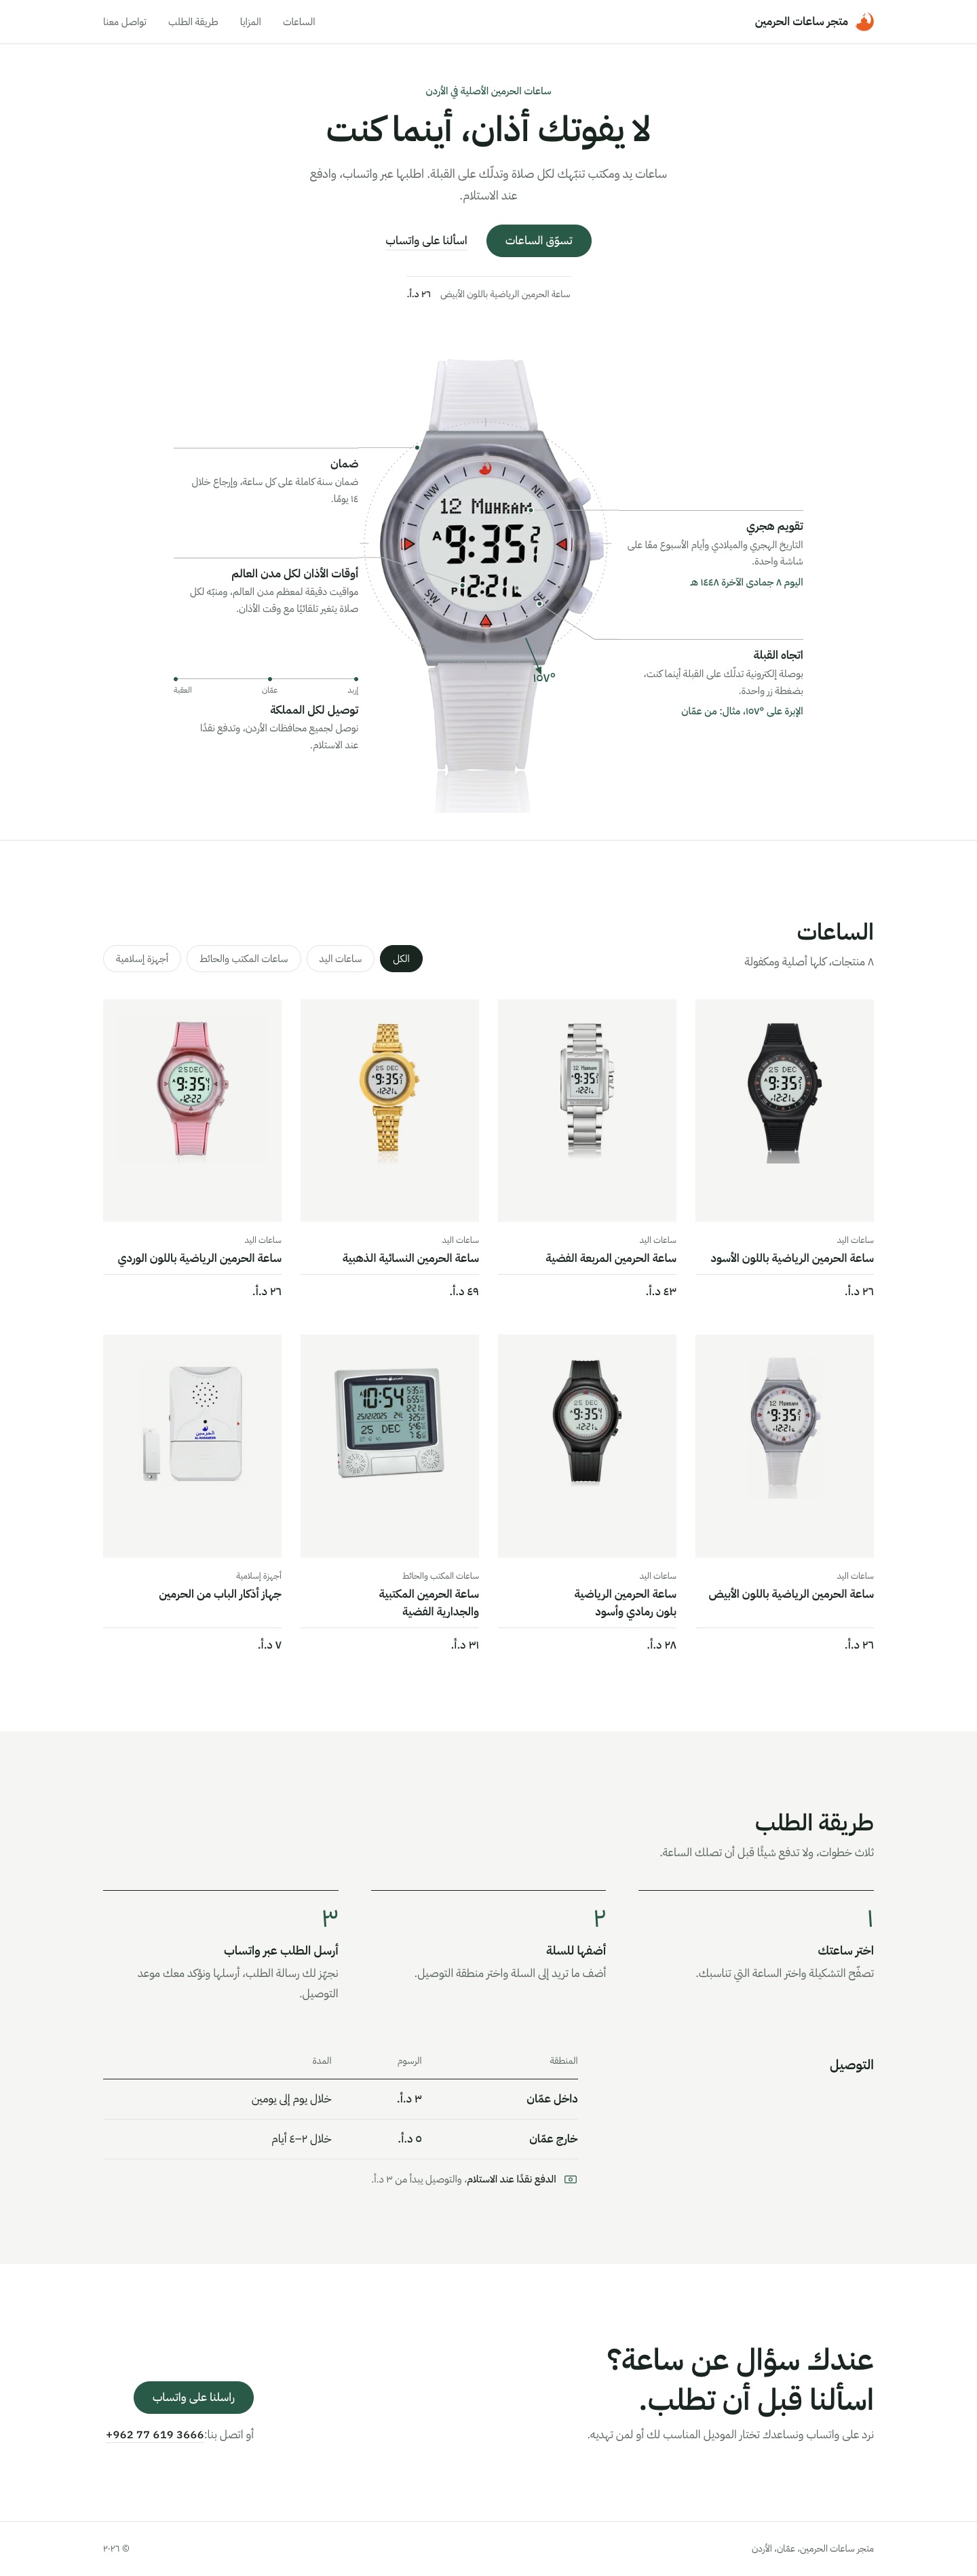 متجر ساعات الحرمين
الساعات
المزايا
طريقة الطلب
تواصل معنا
ساعات الحرمين الأصلية في الأردن
لا يفوتك أذان، أينما كنت
ساعات يد ومكتب تنبّهك لكل صلاة وتدلّك على القبلة. اطلبها عبر واتساب، وادفع
عند الاستلام.
تسوّق الساعات
اسألنا على واتساب
ساعة الحرمين الرياضية باللون الأبيض
٢٦ د.أ.
NW
NE
12 MUHRAM
A 9:35
P 12:21
SW
SE
١٥٧°
تقويم هجري
التاريخ الهجري والميلادي وأيام الأسبوع معًا على
شاشة واحدة.
اليوم ٨ جمادى الآخرة ١٤٤٨ هـ
اتجاه القبلة
بوصلة إلكترونية تدلّك على القبلة أينما كنت،
بضغطة زر واحدة.
الإبرة على ١٥٧°، مثال: من عمّان
ضمان
ضمان سنة كاملة على كل ساعة، وإرجاع خلال
١٤ يومًا.
أوقات الأذان لكل مدن العالم
مواقيت دقيقة لمعظم مدن العالم، ومنبّه لكل
صلاة يتغير تلقائيًا مع وقت الأذان.
إربد
عمّان
العقبة
توصيل لكل المملكة
نوصل لجميع محافظات الأردن، وتدفع نقدًا
عند الاستلام.
الساعات
٨ منتجات، كلها أصلية ومكفولة
الكل
ساعات اليد
ساعات المكتب والحائط
أجهزة إسلامية
ساعات اليد
ساعة الحرمين الرياضية باللون الأسود
٢٦ د.أ.
ساعات اليد
ساعة الحرمين المربعة الفضية
٤٣ د.أ.
ساعات اليد
ساعة الحرمين النسائية الذهبية
٤٩ د.أ.
ساعات اليد
ساعة الحرمين الرياضية باللون الوردي
٢٦ د.أ.
ساعات اليد
ساعة الحرمين الرياضية باللون الأبيض
٢٦ د.أ.
ساعات اليد
ساعة الحرمين الرياضية
بلون رمادي وأسود
٢٨ د.أ.
ساعات المكتب والحائط
ساعة الحرمين المكتبية
والجدارية الفضية
٣١ د.أ.
أجهزة إسلامية
جهاز أذكار الباب من الحرمين
٧ د.أ.
طريقة الطلب
ثلاث خطوات، ولا تدفع شيئًا قبل أن تصلك الساعة.
١
اختر ساعتك
تصفّح التشكيلة واختر الساعة التي تناسبك.
٢
أضفها للسلة
أضف ما تريد إلى السلة واختر منطقة التوصيل.
٣
أرسل الطلب عبر واتساب
نجهّز لك رسالة الطلب، أرسلها ونؤكد معك موعد
التوصيل.
التوصيل
المنطقة
الرسوم
المدة
داخل عمّان
٣ د.أ.
خلال يوم إلى يومين
خارج عمّان
٥ د.أ.
خلال ٢–٤ أيام
الدفع نقدًا عند الاستلام، والتوصيل يبدأ من ٣ د.أ.
عندك سؤال عن ساعة؟
اسألنا قبل أن تطلب.
نرد على واتساب ونساعدك تختار الموديل المناسب لك أو لمن تهديه.
راسلنا على واتساب
أو اتصل بنا: +962 77 619 3666
متجر ساعات الحرمين، عمّان، الأردن
© ٢٠٢٦